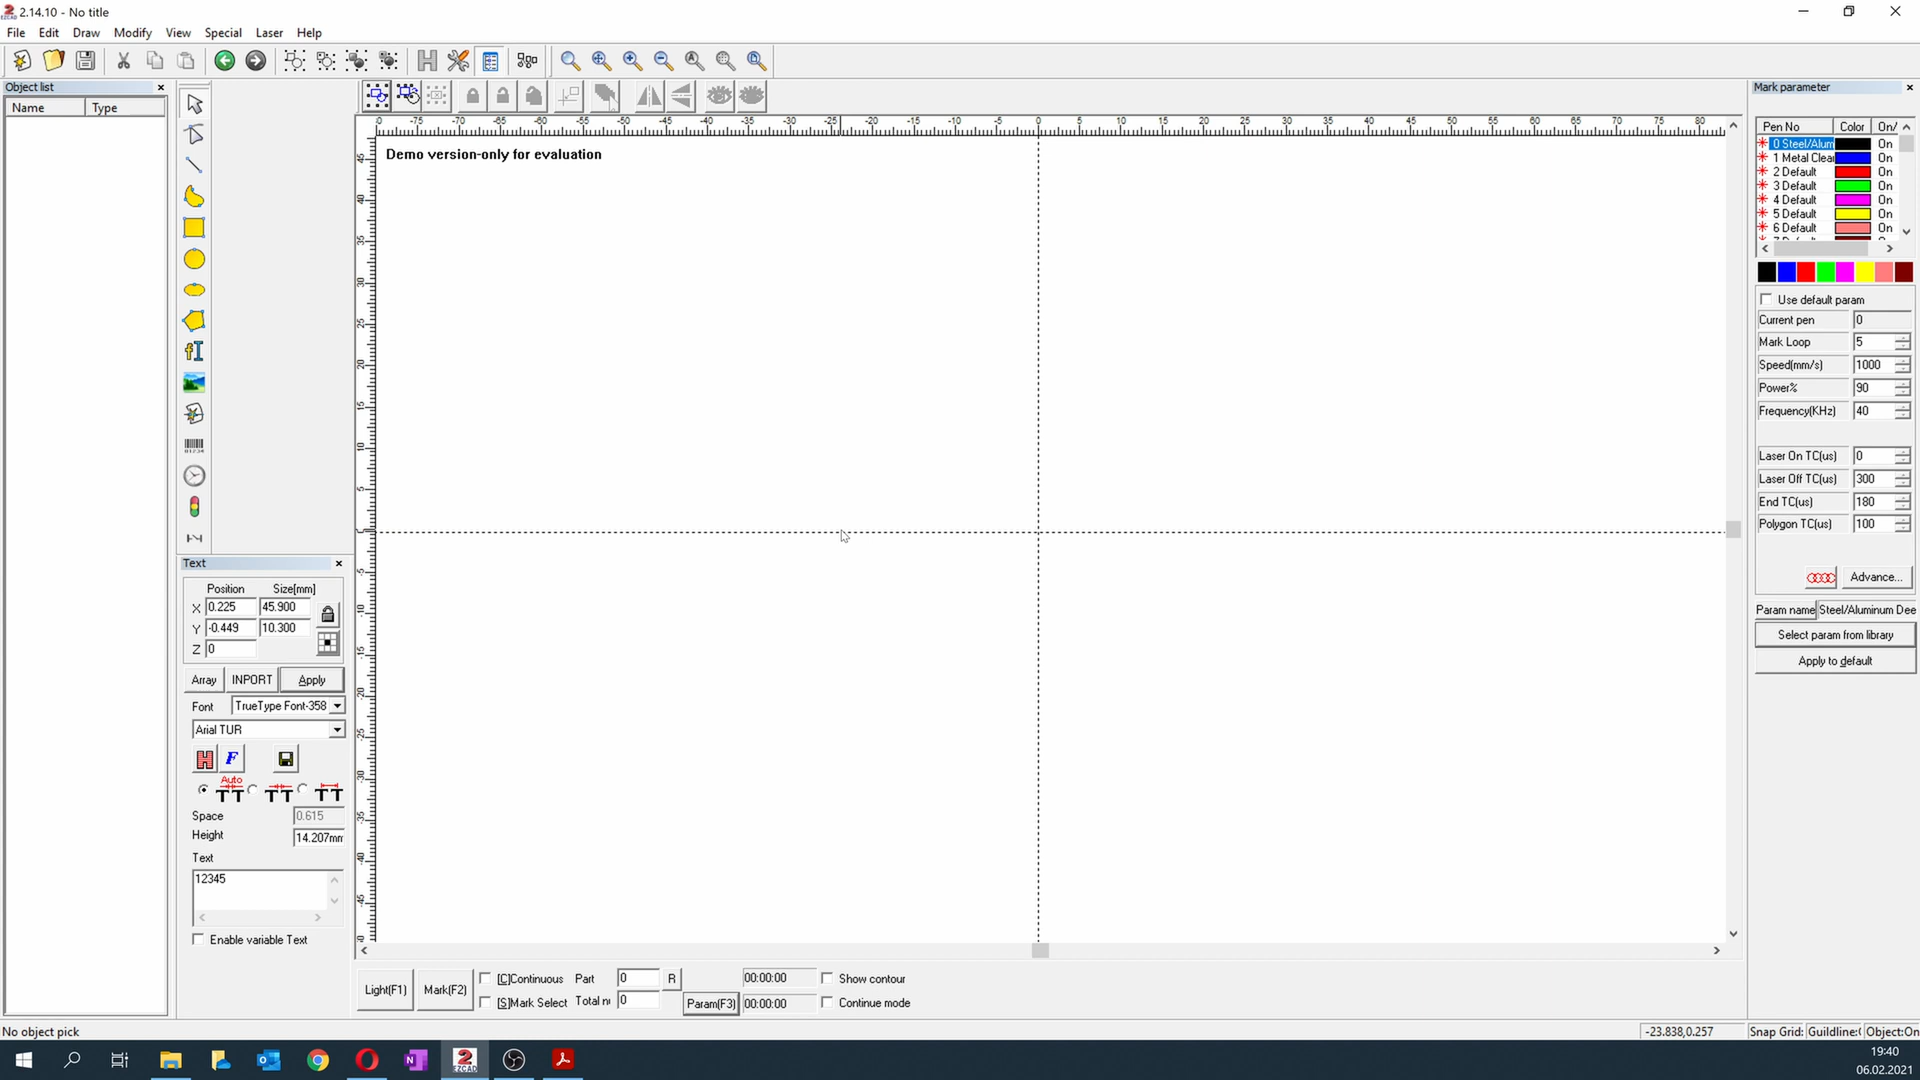 2.14.10 - No title
File Edit Draw Modify View Special Laser Help
Object list
Name Type
Demo version-only for evaluation
Mark parameter
Pen No Color On/
0 Steel/Alum On
1 Metal Clea On
2 Default On
3 Default On
4 Default On
5 Default On
6 Default On
Use default param
Current pen 0
Mark Loop 5
Speed(mm/s) 1000
Power% 90
Frequency(KHz) 40
Laser On TC(us) 0
Laser Off TC(us) 300
End TC(us) 180
Polygon TC(us) 100
Advance...
Param name Steel/Aluminum Dee
Select param from library
Apply to default
Text
Position Size[mm]
X 0.225 45.900
Y -0.449 10.300
Z 0
Array INPORT Apply
Font TrueType Font-358
Arial TUR
H F
Auto
TT TT TT
Space 0.615
Height 14.207mm
Text
12345
Enable variable Text
Light(F1) Mark(F2) [C]Continuous Part 0 R 00:00:00 Show contour
[S]Mark Select Total nu 0 Param(F3) 00:00:00 Continue mode
No object pick
-23.838,0.257 Snap Grid: Guildline:( Object:On
19:40
06.02.2021